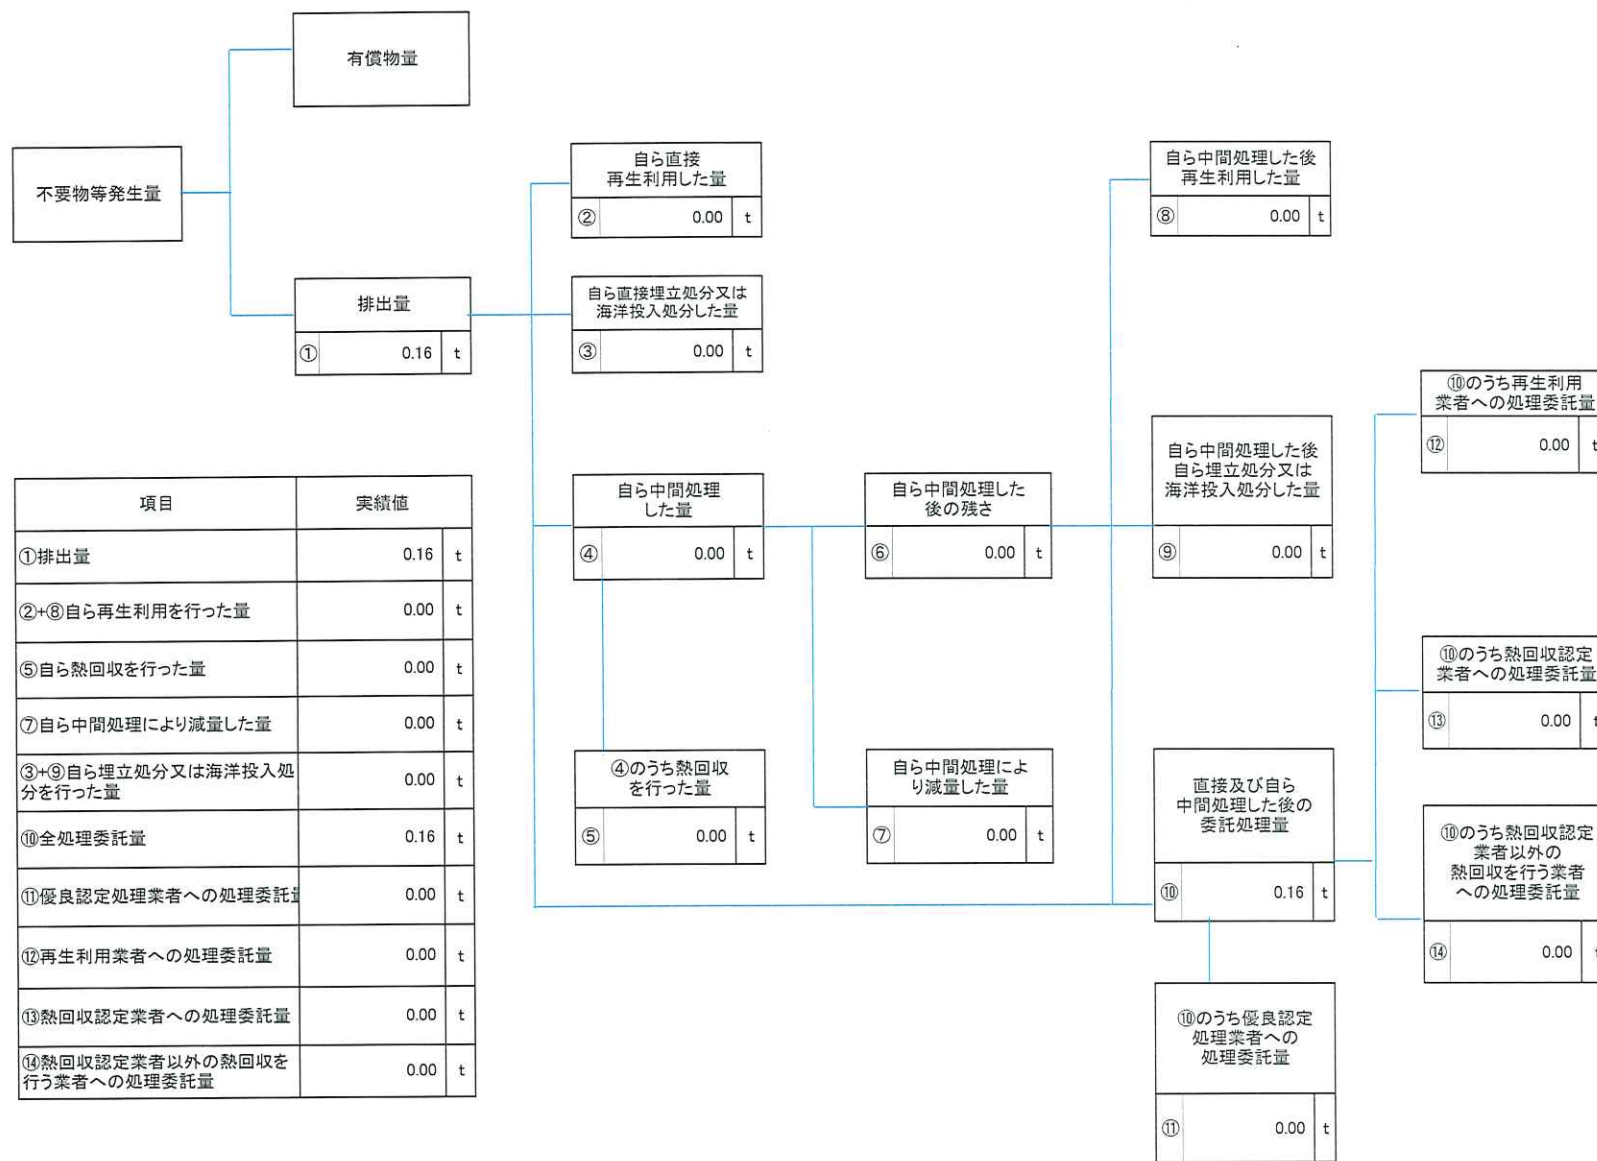 有償物量
不要物等発生量
排出量
① 0.16 t
自ら直接
再生利用した量
② 0.00 t
自ら直接埋立処分又は
海洋投入処分した量
③ 0.00 t
自ら中間処理
した量
④ 0.00 t
④のうち熱回収
を行った量
⑤ 0.00 t
自ら中間処理した
後の残さ
⑥ 0.00 t
自ら中間処理によ
り減量した量
⑦ 0.00 t
自ら中間処理した後
再生利用した量
⑧ 0.00 t
自ら中間処理した後
自ら埋立処分又は
海洋投入処分した量
⑨ 0.00 t
直接及び自ら
中間処理した後の
委託処理量
⑩ 0.16 t
⑩のうち優良認定
処理業者への
処理委託量
⑪ 0.00 t
⑩のうち再生利用
業者への処理委託量
⑫ 0.00 t
⑩のうち熱回収認定
業者への処理委託量
⑬ 0.00 t
⑩のうち熱回収認定
業者以外の
熱回収を行う業者
への処理委託量
⑭ 0.00 t
項目 実績値
①排出量 0.16 t
②+⑧自ら再生利用を行った量 0.00 t
⑤自ら熱回収を行った量 0.00 t
⑦自ら中間処理により減量した量 0.00 t
③+⑨自ら埋立処分又は海洋投入処
分を行った量 0.00 t
⑩全処理委託量 0.16 t
⑪優良認定処理業者への処理委託量 0.00 t
⑫再生利用業者への処理委託量 0.00 t
⑬熱回収認定業者への処理委託量 0.00 t
⑭熱回収認定業者以外の熱回収を
行う業者への処理委託量 0.00 t